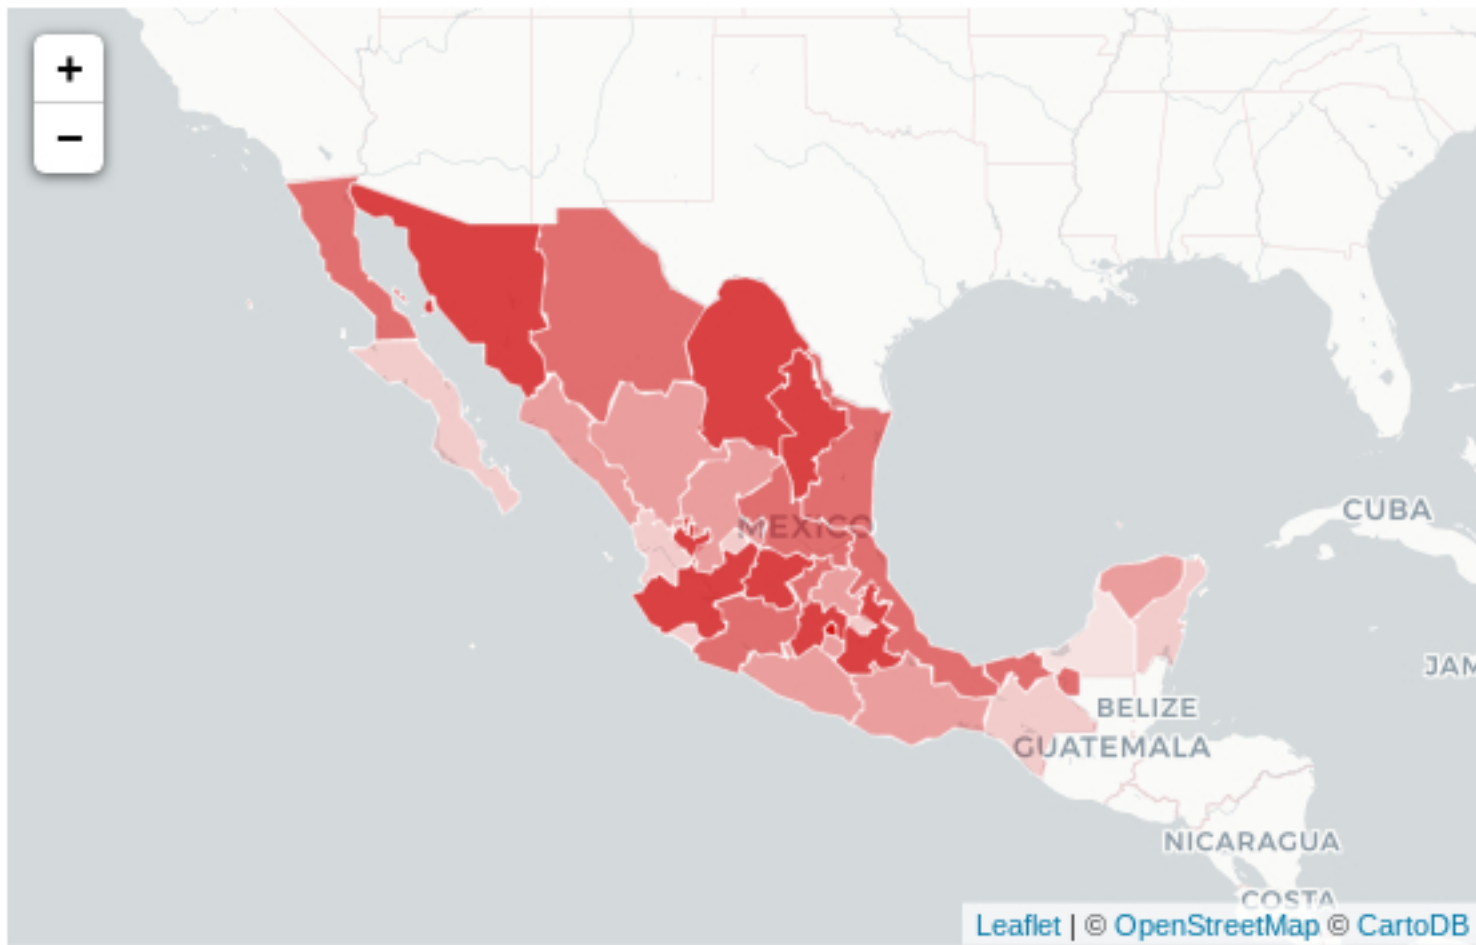 +
−
MEXICO
CUBA
JAM
BELIZE
GUATEMALA
NICARAGUA
COSTA
Leaflet | © OpenStreetMap © CartoDB